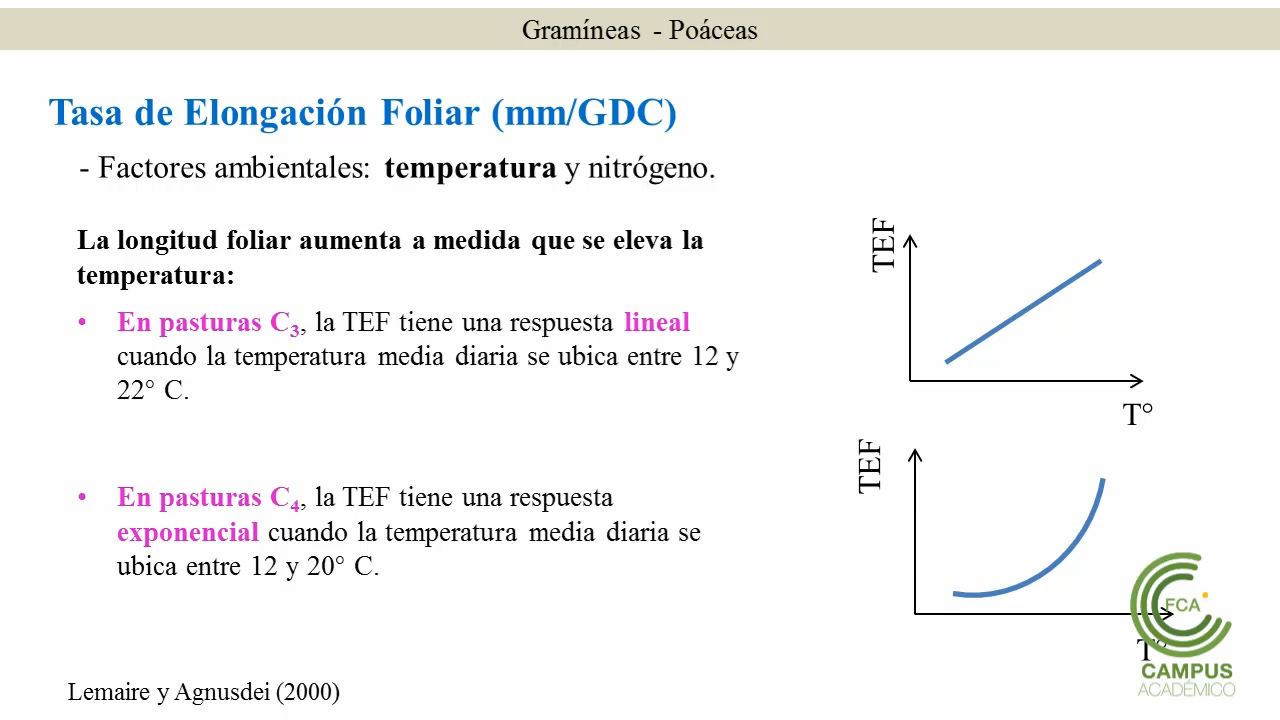 Gramíneas - Poáceas
Tasa de Elongación Foliar (mm/GDC)
- Factores ambientales: temperatura y nitrógeno.
La longitud foliar aumenta a medida que se eleva la
temperatura:
• En pasturas C₃, la TEF tiene una respuesta lineal
cuando la temperatura media diaria se ubica entre 12 y
22° C.
TEF
T°
• En pasturas C₄, la TEF tiene una respuesta
exponencial cuando la temperatura media diaria se
ubica entre 12 y 20° C.
TEF
T°
Lemaire y Agnusdei (2000)
FCA
CAMPUS
ACADÉMICO